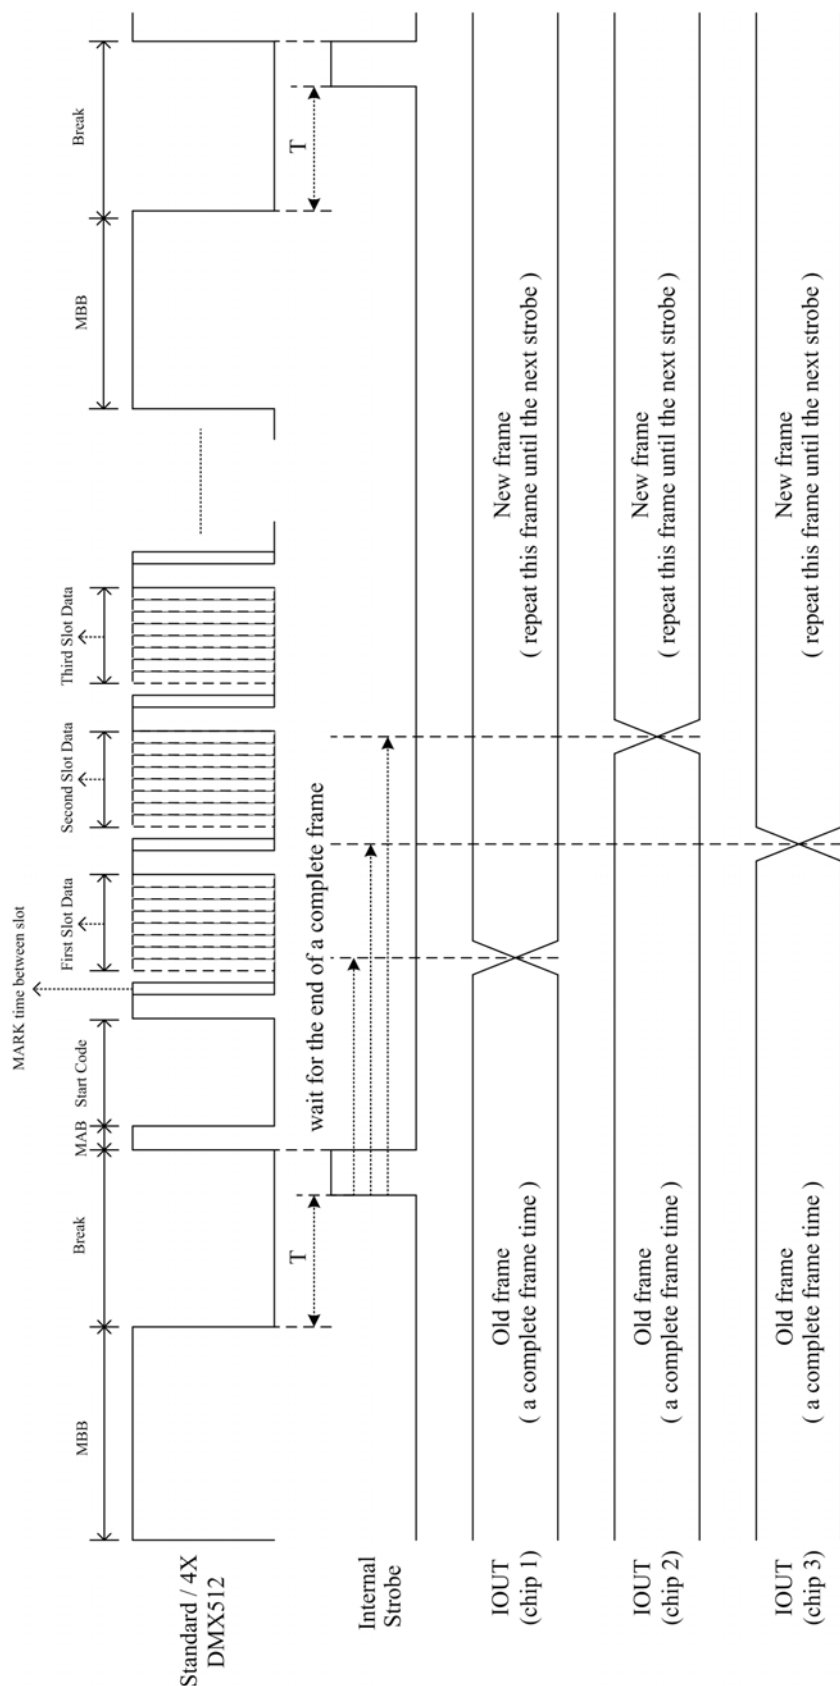 MARK time between slot
MBB
Break
MAB
Start Code
First Slot Data
Second Slot Data
Third Slot Data
MBB
Break
Standard / 4X
DMX512
T
wait for the end of a complete frame
T
Internal
Strobe
IOUT
(chip 1)
Old frame
( a complete frame time )
New frame
( repeat this frame until the next strobe )
IOUT
(chip 2)
Old frame
( a complete frame time )
New frame
( repeat this frame until the next strobe )
IOUT
(chip 3)
Old frame
( a complete frame time )
New frame
( repeat this frame until the next strobe )